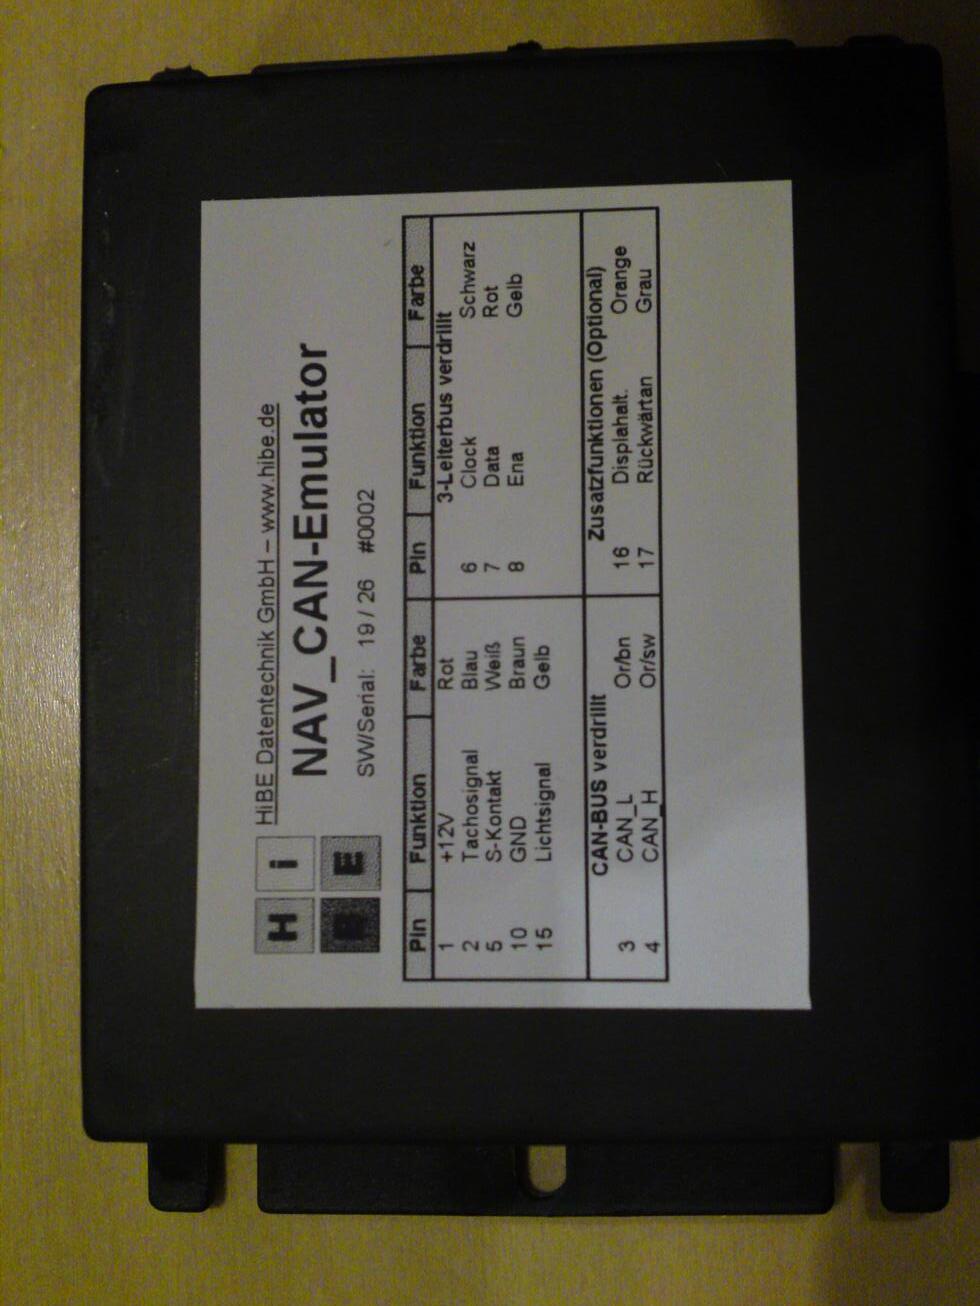 H i
B E
HiBE Datentechnik GmbH – www.hibe.de
NAV_CAN-Emulator
SW/Serial: 19 / 26 #0002
Pin Funktion Farbe Pin Funktion Farbe
1 +12V Rot 3-Leiterbus verdrillt
2 Tachosignal Blau 6 Clock Schwarz
5 S-Kontakt Weiß 7 Data Rot
10 GND Braun 8 Ena Gelb
15 Lichtsignal Gelb
CAN-BUS verdrillt Zusatzfunktionen (Optional)
3 CAN_L Or/bn 16 Displahalt. Orange
4 CAN_H Or/sw 17 Rückwärtan Grau